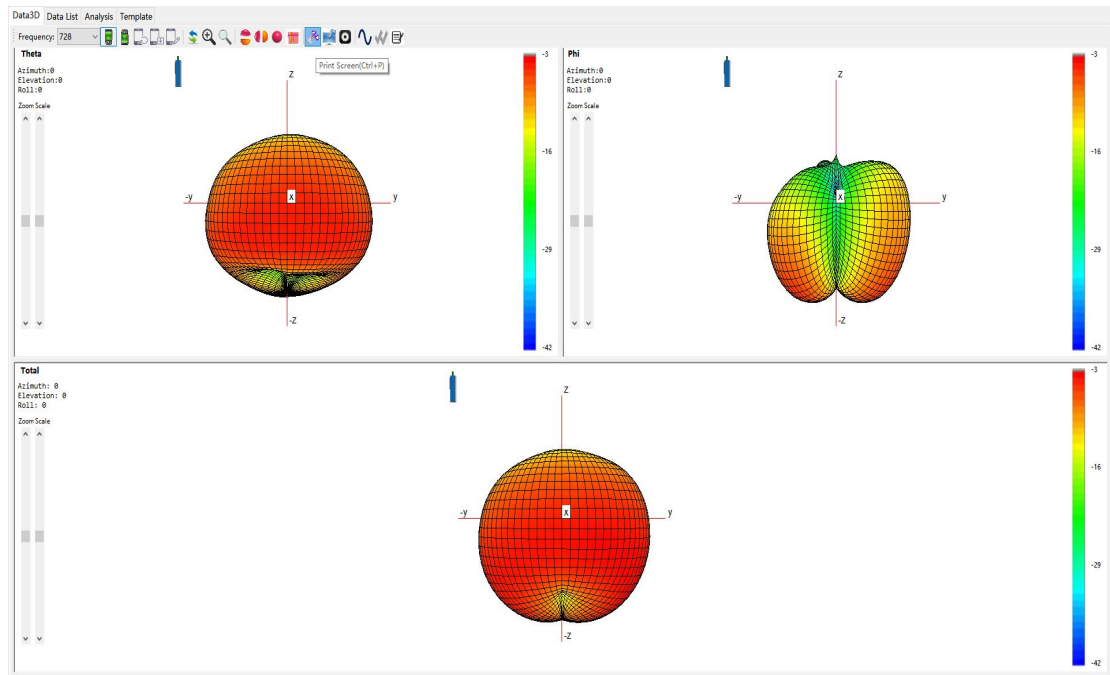 Data3D Data List Analysis Template
Frequency: 728
Print Screen(Ctrl+P)
Theta
Azimuth:0
Elevation:0
Roll:0
Zoom Scale
Z
-y
X
y
-Z
-3
-16
-29
-42
Phi
Azimuth:0
Elevation:0
Roll:0
Zoom Scale
Z
-y
X
y
-Z
-3
-16
-29
-42
Total
Azimuth: 0
Elevation: 0
Roll: 0
Zoom Scale
Z
-y
X
y
-Z
-3
-16
-29
-42